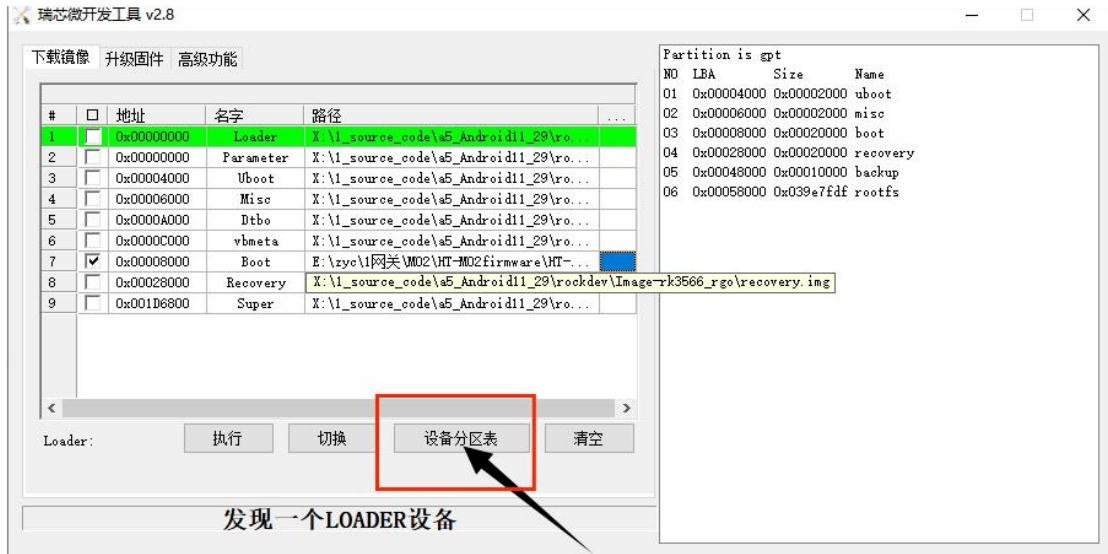 瑞芯微开发工具 v2.8
下载镜像 升级固件 高级功能
# 地址 名字 路径 ...
1 0x00000000 Loader X:\1_source_code\a5_Android11_29\ro...
2 0x00000000 Parameter X:\1_source_code\a5_Android11_29\ro...
3 0x00004000 Uboot X:\1_source_code\a5_Android11_29\ro...
4 0x00006000 Misc X:\1_source_code\a5_Android11_29\ro...
5 0x0000A000 Dtbo X:\1_source_code\a5_Android11_29\ro...
6 0x0000C000 vbmeta X:\1_source_code\a5_Android11_29\ro...
7 0x00008000 Boot E:\zyc\1网关\M02\HT-M02firmware\HT-...
8 0x00028000 Recovery X:\1_source_code\a5_Android11_29\rockdev\Image-rk3566_rgo\recovery.img
9 0x001D6800 Super X:\1_source_code\a5_Android11_29\ro...
Loader: 执行 切换 设备分区表 清空
发现一个LOADER设备
Partition is gpt
NO LBA Size Name
01 0x00004000 0x00002000 uboot
02 0x00006000 0x00002000 misc
03 0x00008000 0x00020000 boot
04 0x00028000 0x00020000 recovery
05 0x00048000 0x00010000 backup
06 0x00058000 0x039e7fdf rootfs